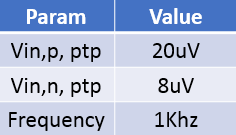 Param Value
Vin,p, ptp 20uV
Vin,n, ptp 8uV
Frequency 1Khz